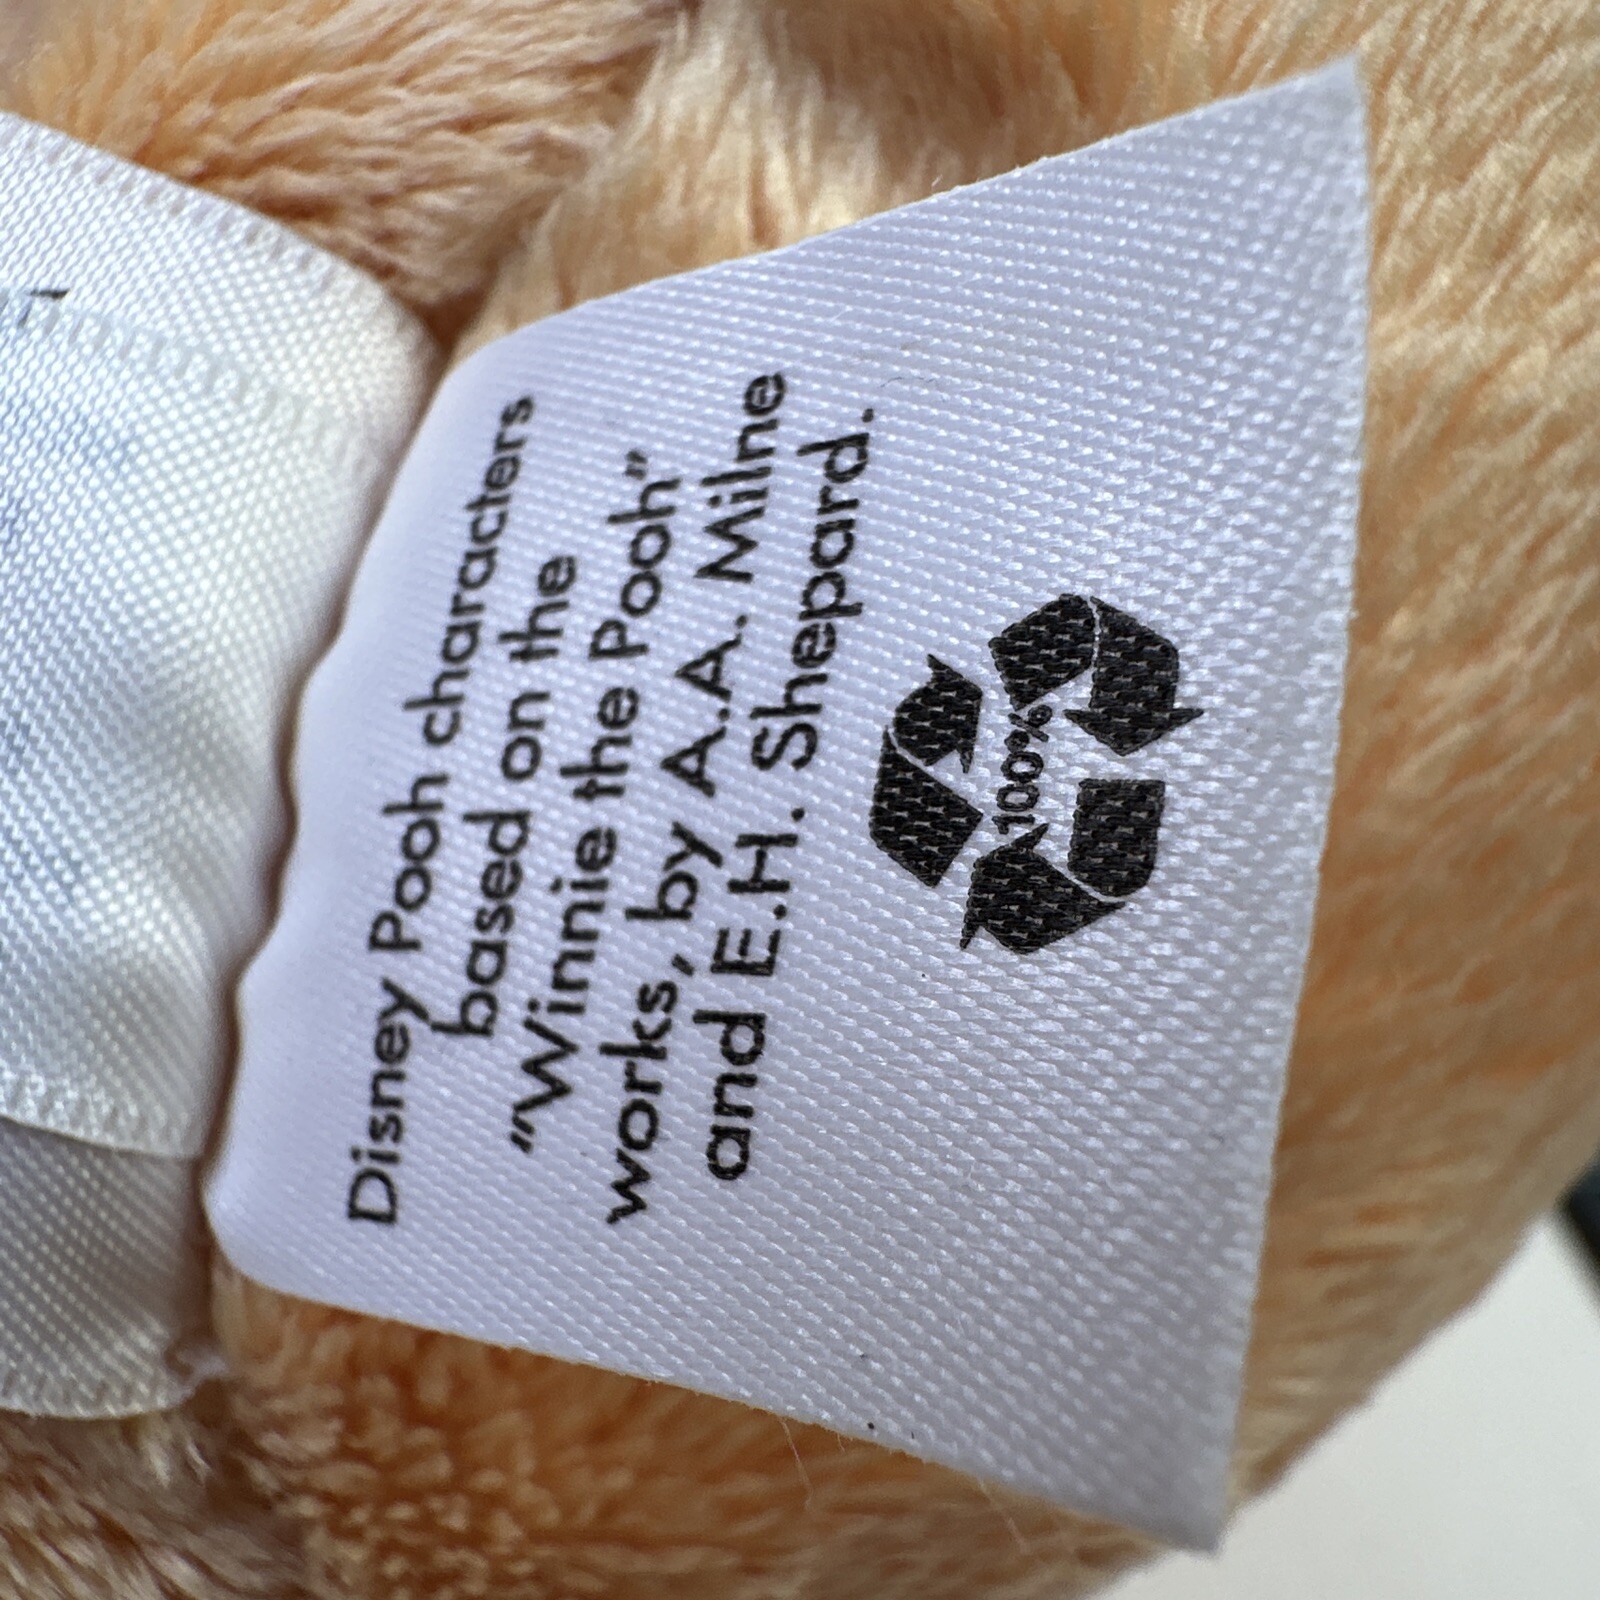 Disney Pooh characters
based on the
"Winnie the Pooh"
works, by A.A. Milne
and E.H. Shepard.
100%